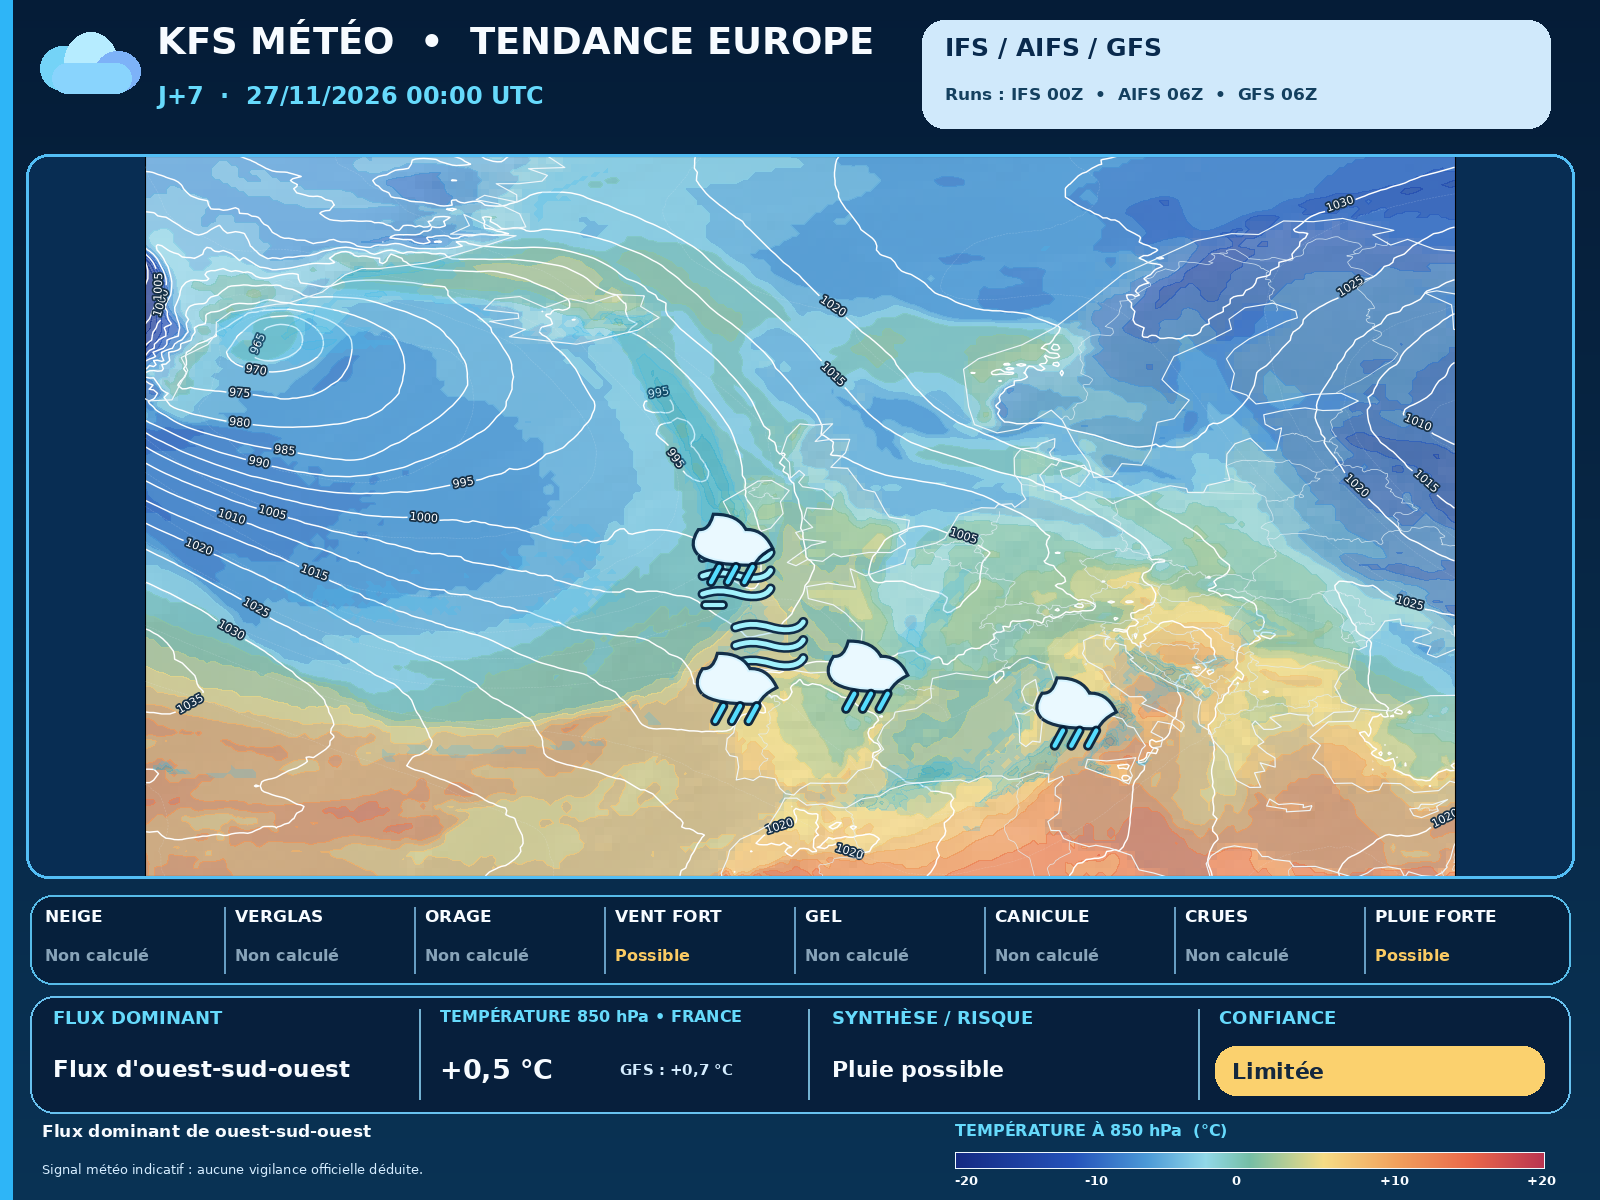 KFS MÉTÉO • TENDANCE EUROPE
J+7 · 27/11/2026 00:00 UTC
IFS / AIFS / GFS
Runs : IFS 00Z • AIFS 06Z • GFS 06Z
1030
1025
1005
1020
965
970
1015
975
995
980
1010
985
990
995
995
1015
1020
1010
1005
1000
1005
1020
1015
1025
1025
1030
1035
1020
1020
1020
NEIGE
Non calculé
VERGLAS
Non calculé
ORAGE
Non calculé
VENT FORT
Possible
GEL
Non calculé
CANICULE
Non calculé
CRUES
Non calculé
PLUIE FORTE
Possible
FLUX DOMINANT
Flux d'ouest-sud-ouest
TEMPÉRATURE 850 hPa • FRANCE
+0,5 °C
GFS : +0,7 °C
SYNTHÈSE / RISQUE
Pluie possible
CONFIANCE
Limitée
Flux dominant de ouest-sud-ouest
Signal météo indicatif : aucune vigilance officielle déduite.
TEMPÉRATURE À 850 hPa (°C)
-20 -10 0 +10 +20